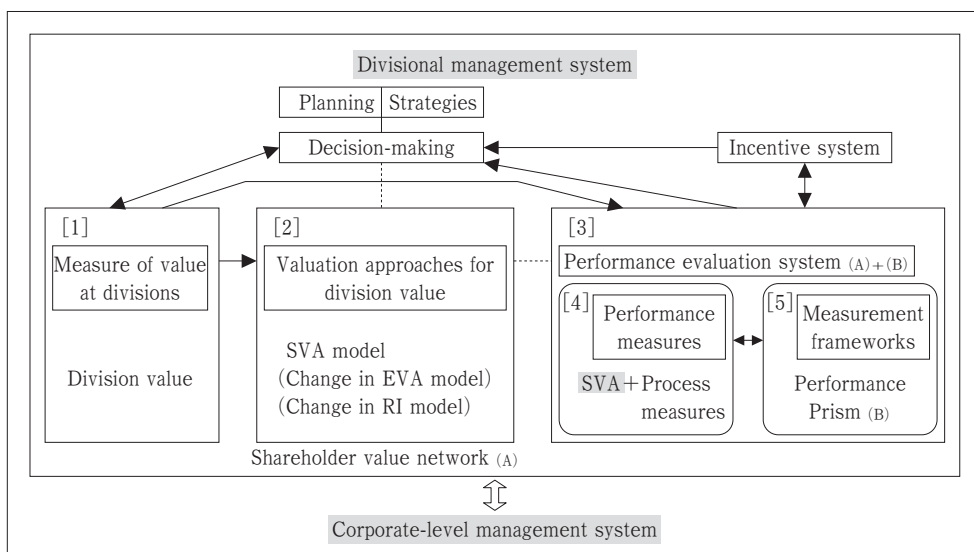 Divisional management system
Planning Strategies
Decision-making
Incentive system
[1]
Measure of value
at divisions
Division value
[2]
Valuation approaches for
division value
SVA model
(Change in EVA model)
(Change in RI model)
[3]
Performance evaluation system (A)+(B)
[4]
Performance
measures
SVA+Process
measures
[5]
Measurement
frameworks
Performance
Prism (B)
Shareholder value network (A)
Corporate-level management system